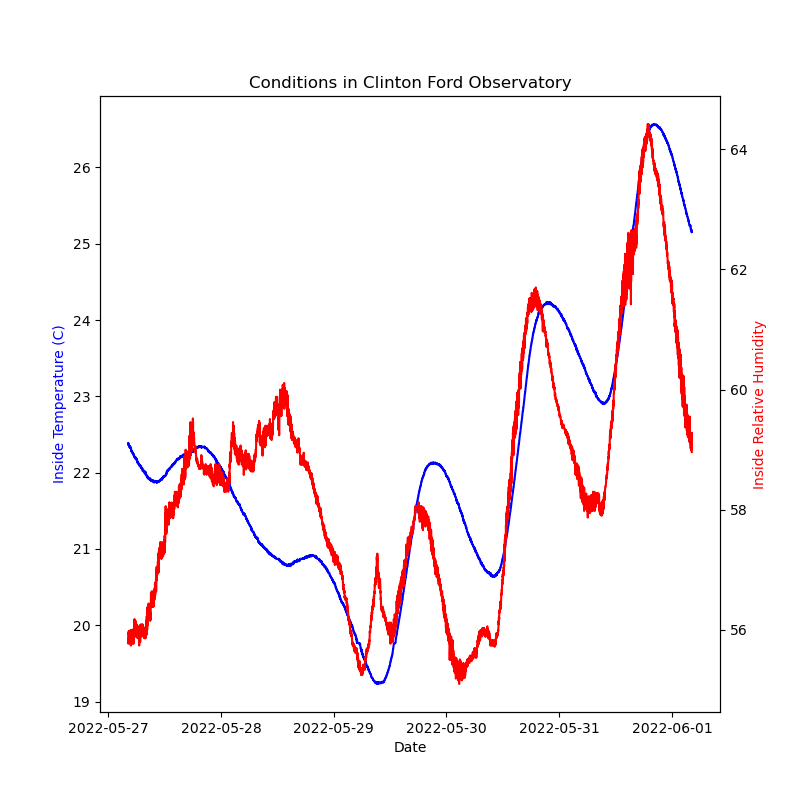 Conditions in Clinton Ford Observatory
Inside Temperature (C)
26
25
24
23
22
21
20
19
64
62
60
58
56
Inside Relative Humidity
2022-05-27 2022-05-28 2022-05-29 2022-05-30 2022-05-31 2022-06-01
Date